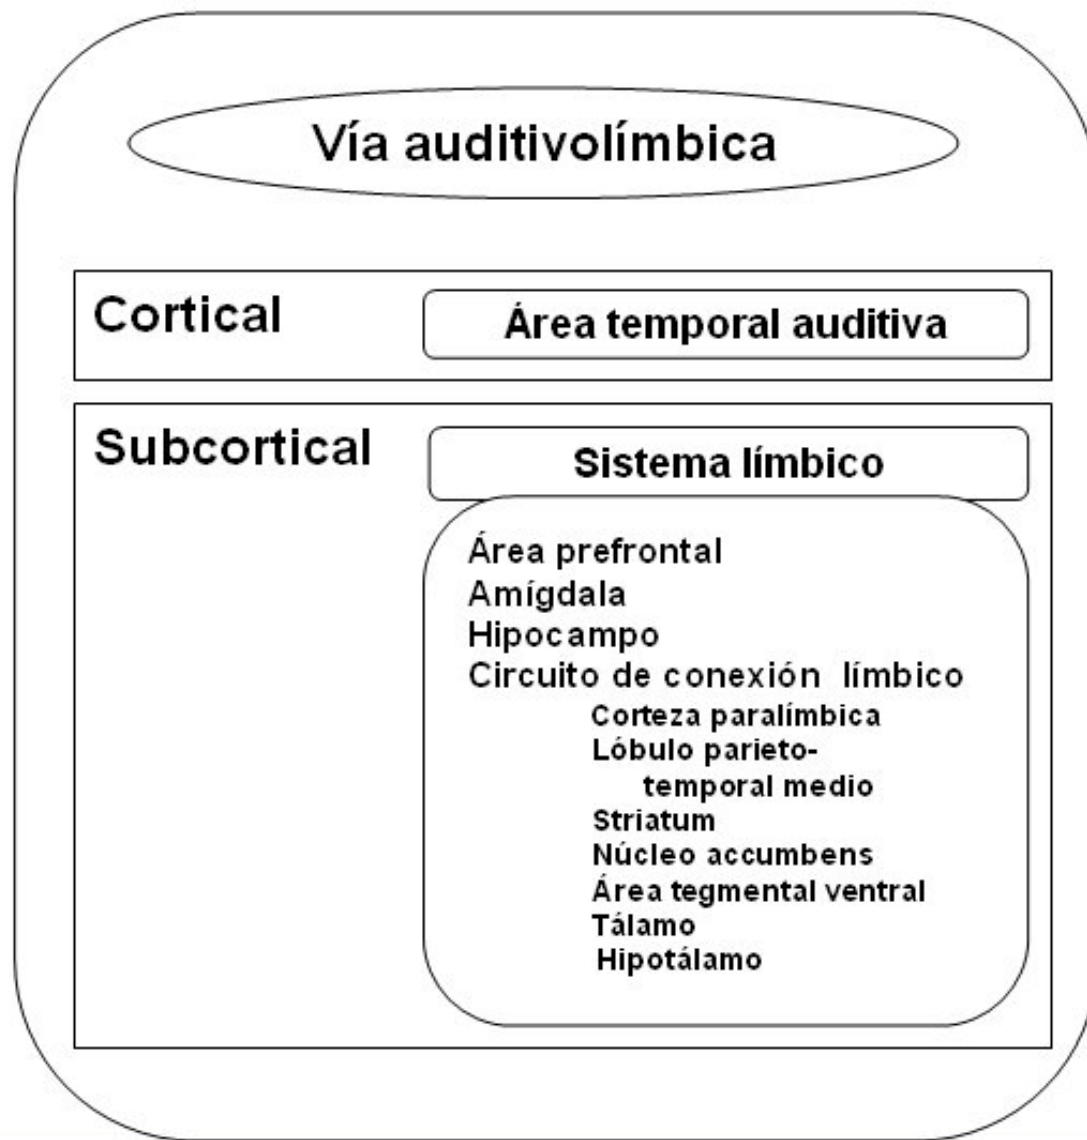 Vía auditivolímbica
Cortical
Área temporal auditiva
Subcortical
Sistema límbico
Área prefrontal
Amígdala
Hipocampo
Circuito de conexión límbico
Corteza paralímbica
Lóbulo parieto-
temporal medio
Striatum
Núcleo accumbens
Área tegmental ventral
Tálamo
Hipotálamo